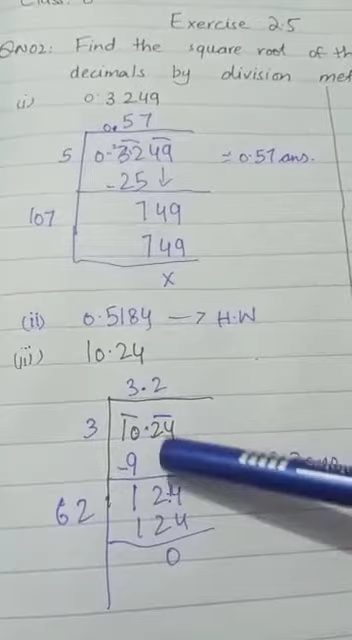 Exercise 2.5
QNO2: Find the square root of th
decimals by division met
(i) 0.3249
0.57
5 0.3249 = 0.57 ans.
-25 ↓
107 749
749
x
(ii) 0.5184 → H.W
(iii) 10.24
3.2
3 10.24
-9
62 124
124
0